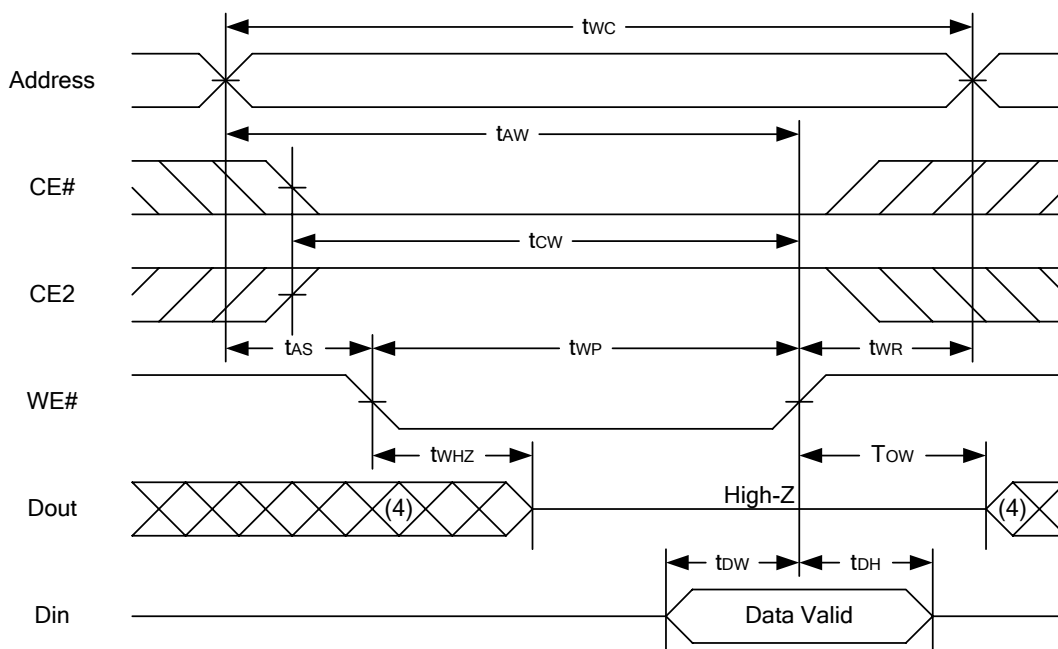 tWC
Address
tAW
CE#
tCW
CE2
tAS tWP tWR
WE#
tWHZ TOW
Dout (4) High-Z (4)
tDW tDH
Din Data Valid